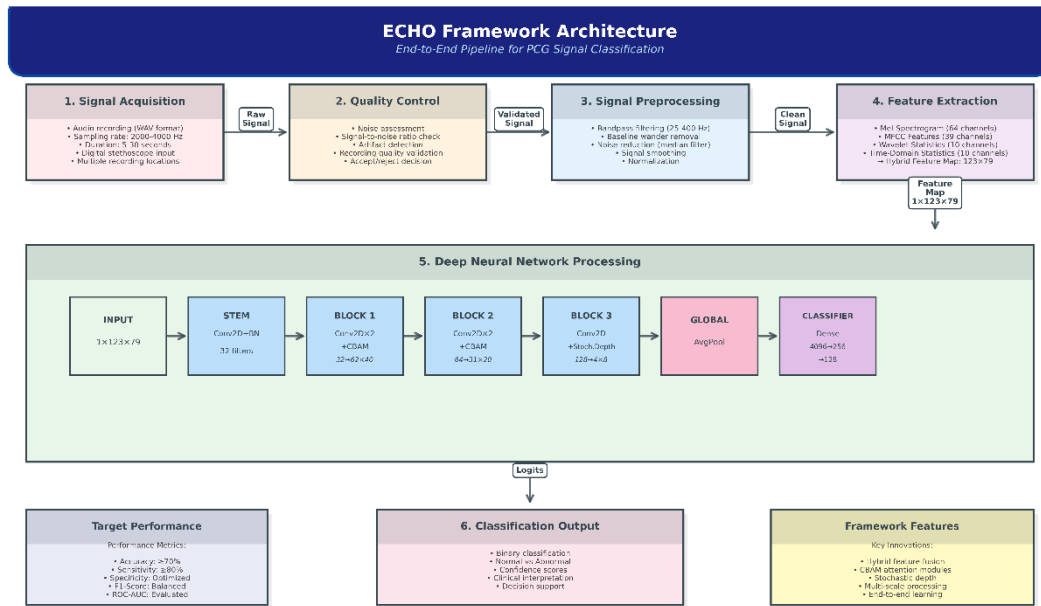 ECHO Framework Architecture
End-to-End Pipeline for PCG Signal Classification
1. Signal Acquisition
• Audio recording (WAV format)
• Sampling rate: 2000-4000 Hz
• Duration: 5-30 seconds
• Digital stethoscope input
• Multiple recording locations
Raw
Signal
2. Quality Control
• Noise assessment
• Signal-to-noise ratio check
• Artifact detection
• Recording quality validation
• Accept/reject decision
Validated
Signal
3. Signal Preprocessing
• Bandpass filtering (25-400 Hz)
• Baseline wander removal
• Noise reduction (median filter)
• Signal smoothing
• Normalization
Clean
Signal
4. Feature Extraction
• Mel Spectrogram (64 channels)
• MFCC Features (39 channels)
• Wavelet Statistics (10 channels)
• Time-Domain Statistics (10 channels)
→ Hybrid Feature Map: 123×79
Feature
Map
1×123×79
5. Deep Neural Network Processing
INPUT
1×123×79
STEM
Conv2D+BN
32 filters
BLOCK 1
Conv2D×2
+CBAM
32→62×40
BLOCK 2
Conv2D×2
+CBAM
64→31×20
BLOCK 3
Conv2D
+Stoch.Depth
128→4×8
GLOBAL
AvgPool
CLASSIFIER
Dense
4096→256
→128
Logits
Target Performance
Performance Metrics:
• Accuracy: ≥70%
• Sensitivity: ≥80%
• Specificity: Optimized
• F1-Score: Balanced
• ROC-AUC: Evaluated
6. Classification Output
• Binary classification
• Normal vs Abnormal
• Confidence scores
• Clinical interpretation
• Decision support
Framework Features
Key Innovations:
• Hybrid feature fusion
• CBAM attention modules
• Stochastic depth
• Multi-scale processing
• End-to-end learning